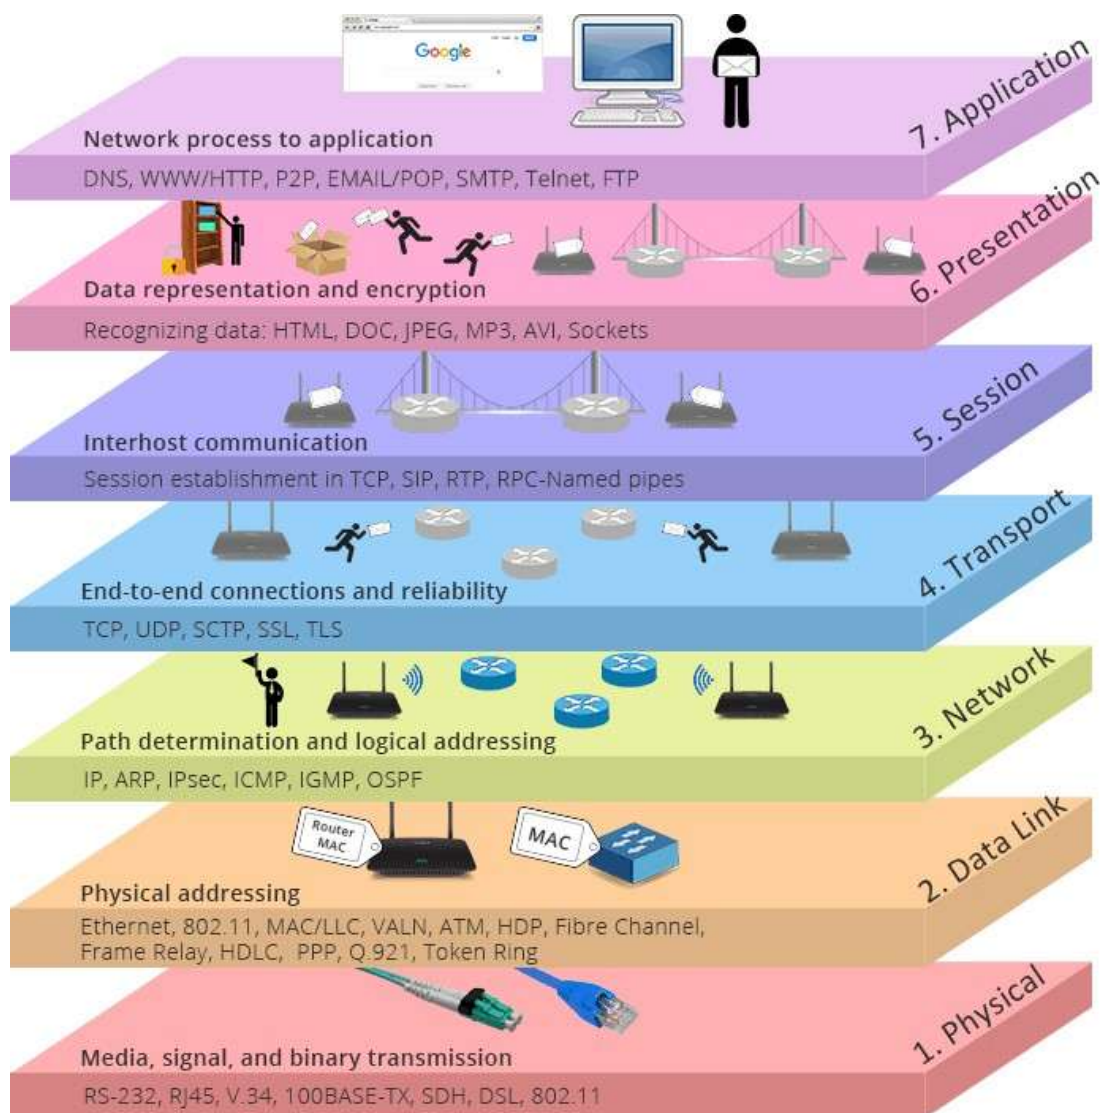 Google
7. Application
Network process to application
DNS, WWW/HTTP, P2P, EMAIL/POP, SMTP, Telnet, FTP
6. Presentation
Data representation and encryption
Recognizing data: HTML, DOC, JPEG, MP3, AVI, Sockets
5. Session
Interhost communication
Session establishment in TCP, SIP, RTP, RPC-Named pipes
4. Transport
End-to-end connections and reliability
TCP, UDP, SCTP, SSL, TLS
3. Network
Path determination and logical addressing
IP, ARP, IPsec, ICMP, IGMP, OSPF
2. Data Link
Router
MAC
MAC
Physical addressing
Ethernet, 802.11, MAC/LLC, VALN, ATM, HDP, Fibre Channel,
Frame Relay, HDLC, PPP, Q.921, Token Ring
1. Physical
Media, signal, and binary transmission
RS-232, RJ45, V.34, 100BASE-TX, SDH, DSL, 802.11